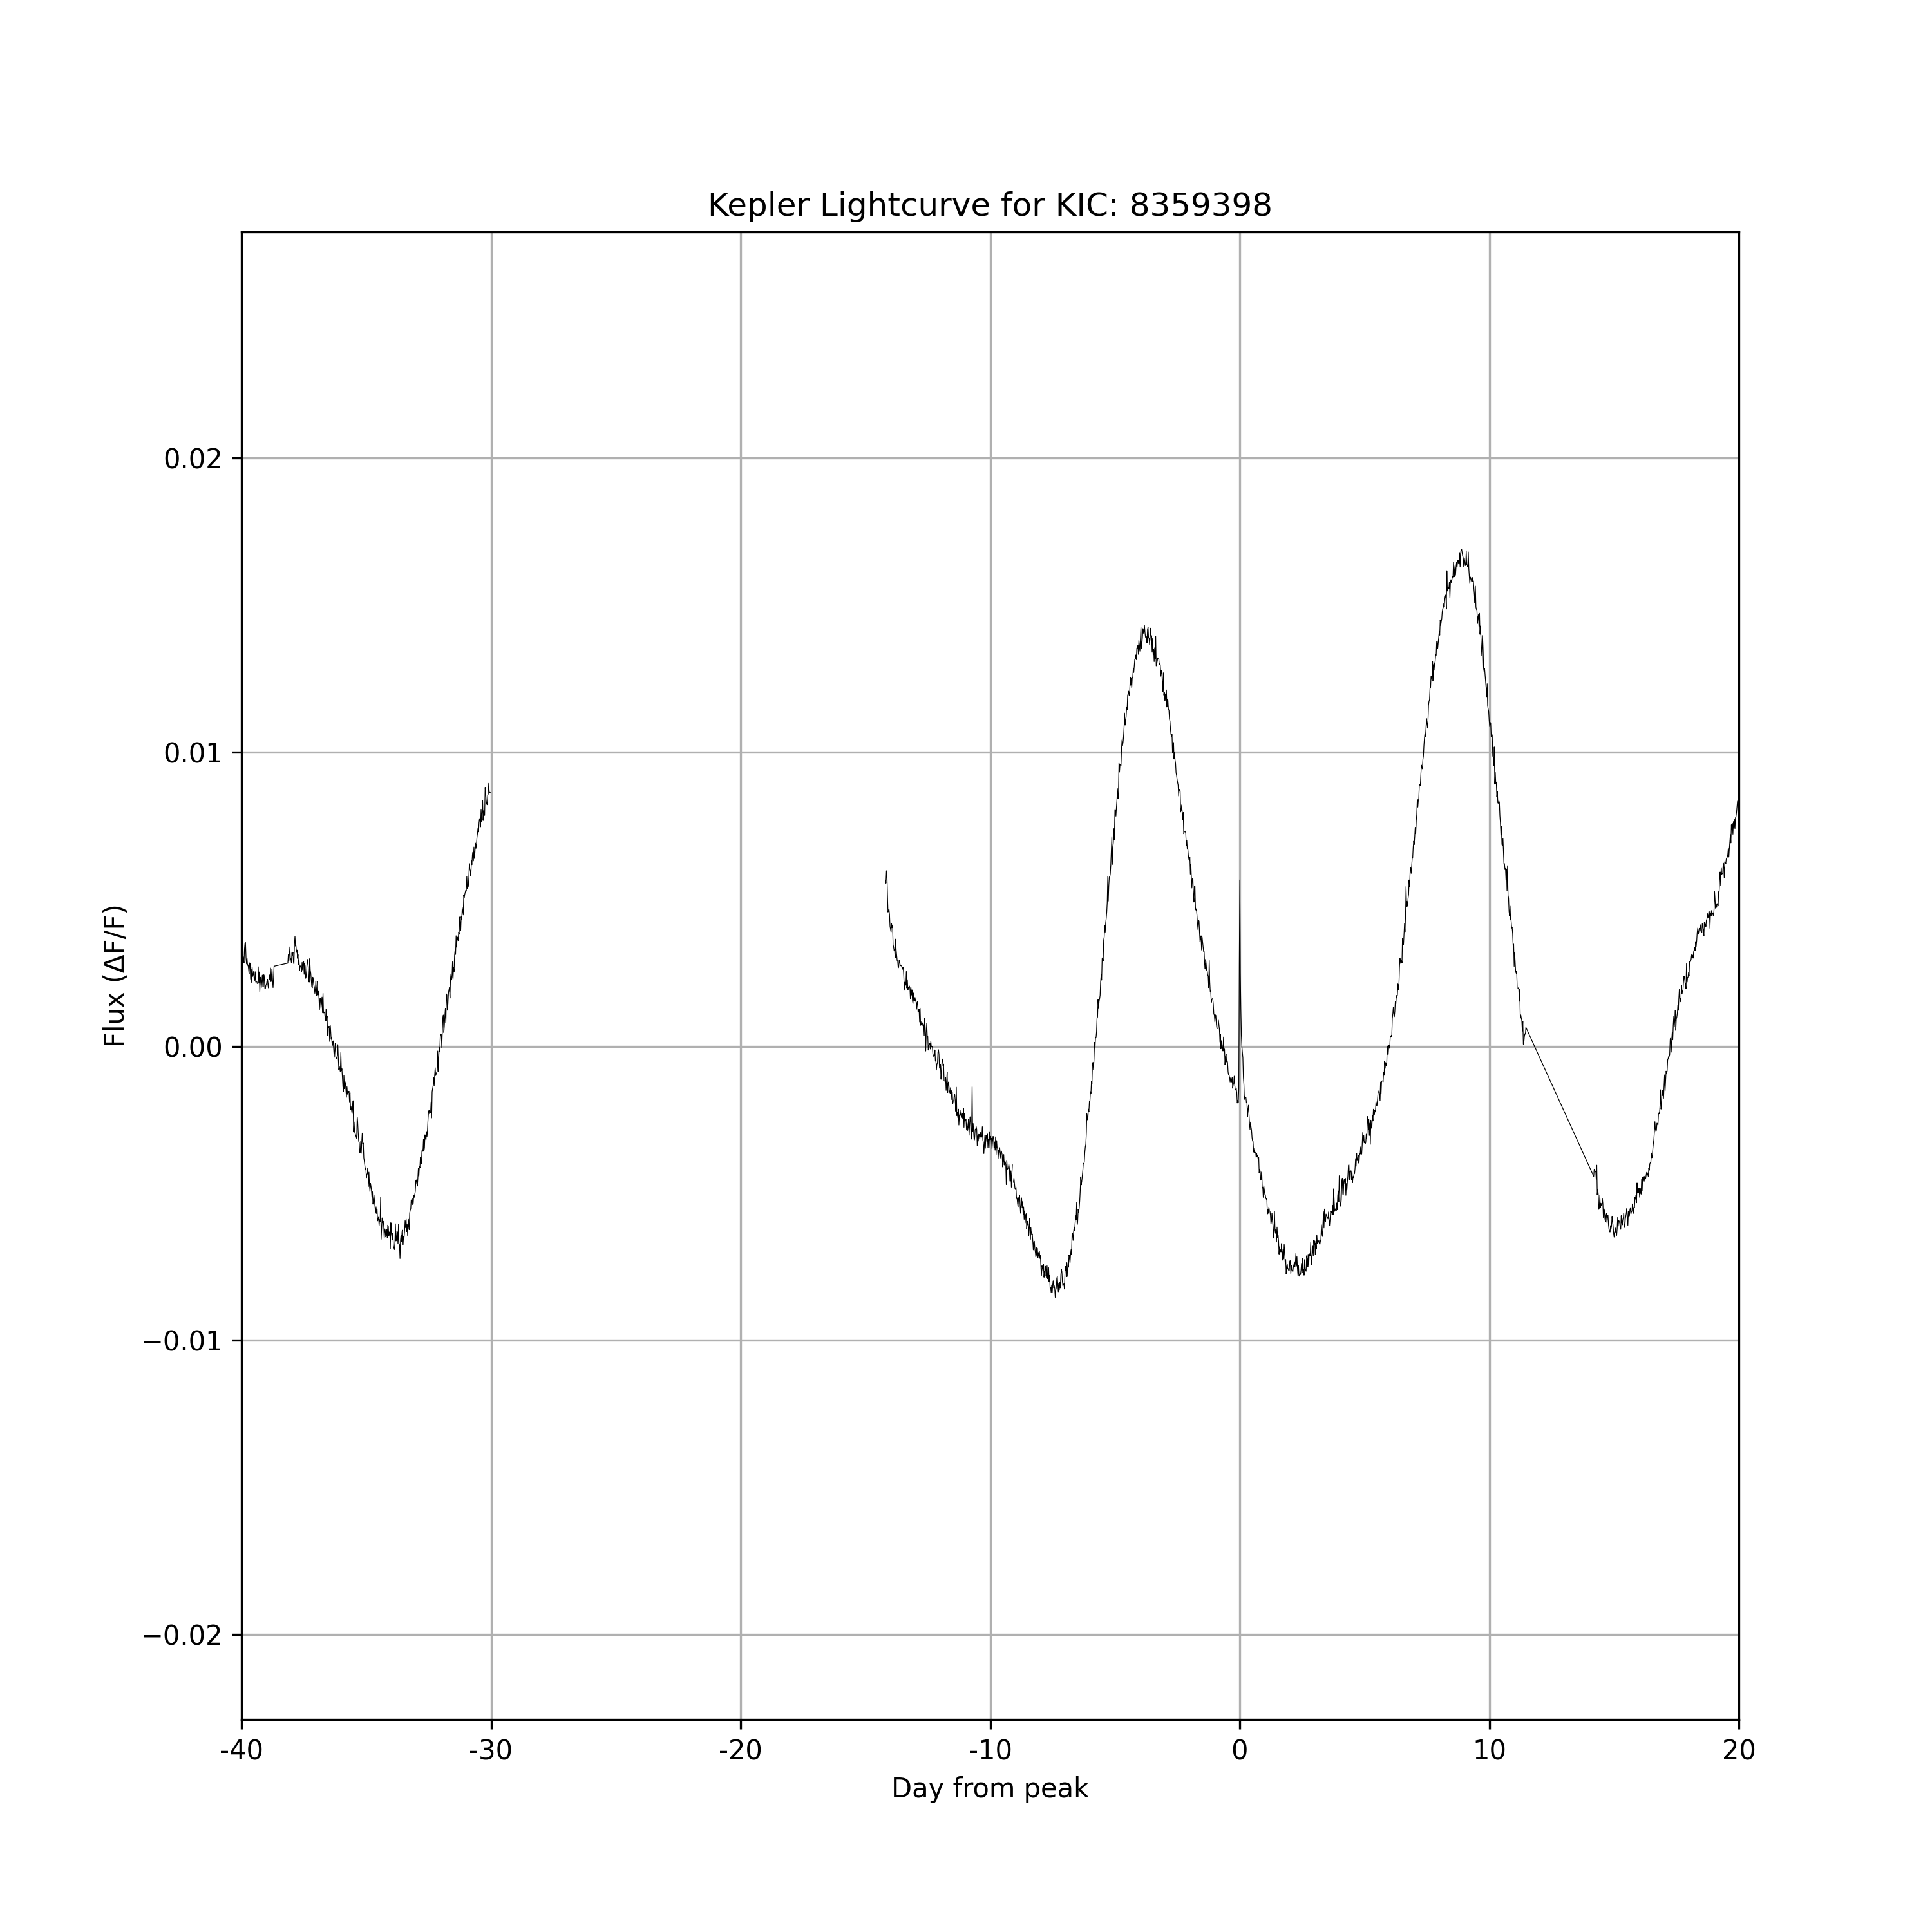 Kepler Lightcurve for KIC: 8359398
Flux (ΔF/F)
0.02
0.01
0.00
−0.01
−0.02
-40 -30 -20 -10 0 10 20
Day from peak